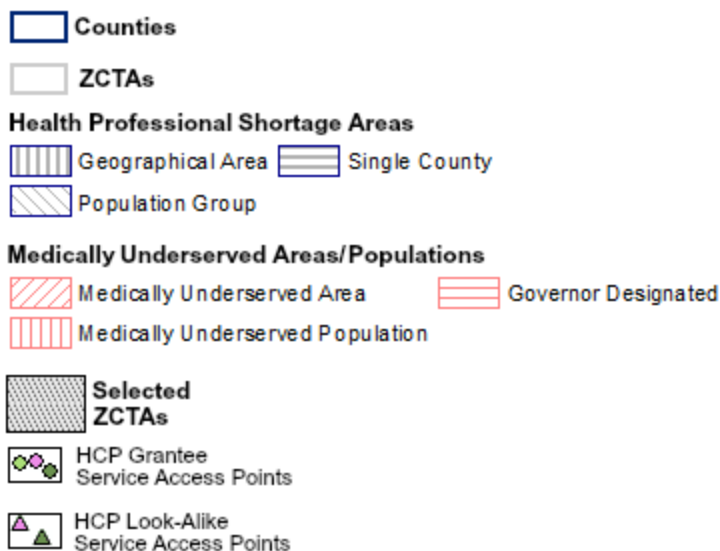 Counties
ZCTAs
Health Professional Shortage Areas
Geographical Area Single County
Population Group
Medically Underserved Areas/Populations
Medically Underserved Area Governor Designated
Medically Underserved Population
Selected
ZCTAs
HCP Grantee
Service Access Points
HCP Look-Alike
Service Access Points